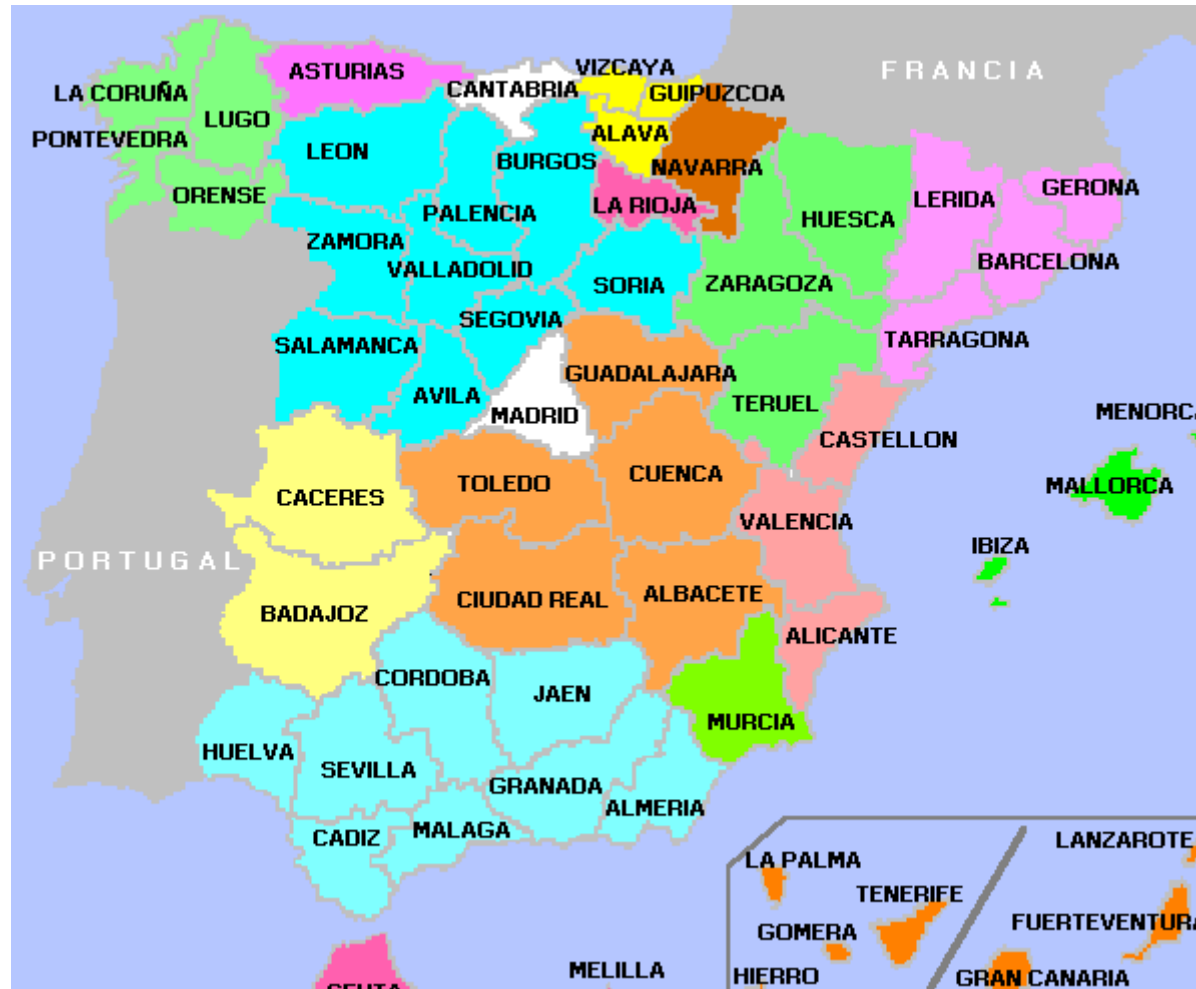 ASTURIAS
VIZCAYA
FRANCIA
CANTABRIA
LA CORUÑA
GUIPUZCOA
LUGO
PONTEVEDRA
ALAVA
LEON
BURGOS
NAVARRA
ORENSE
GERONA
LERIDA
LA RIOJA
PALENCIA
HUESCA
ZAMORA
BARCELONA
VALLADOLID
SORIA
ZARAGOZA
SEGOVIA
SALAMANCA
TARRAGONA
GUADALAJARA
AVILA
TERUEL
MADRID
MENORCA
CASTELLON
CUENCA
TOLEDO
MALLORCA
CACERES
VALENCIA
IBIZA
PORTUGAL
ALBACETE
CIUDAD REAL
BADAJOZ
ALICANTE
CORDOBA
JAEN
MURCIA
HUELVA
SEVILLA
GRANADA
ALMERIA
MALAGA
CADIZ
LANZAROTE
LA PALMA
TENERIFE
FUERTEVENTURA
GOMERA
MELILLA
HIERRO
GRAN CANARIA
CEUTA